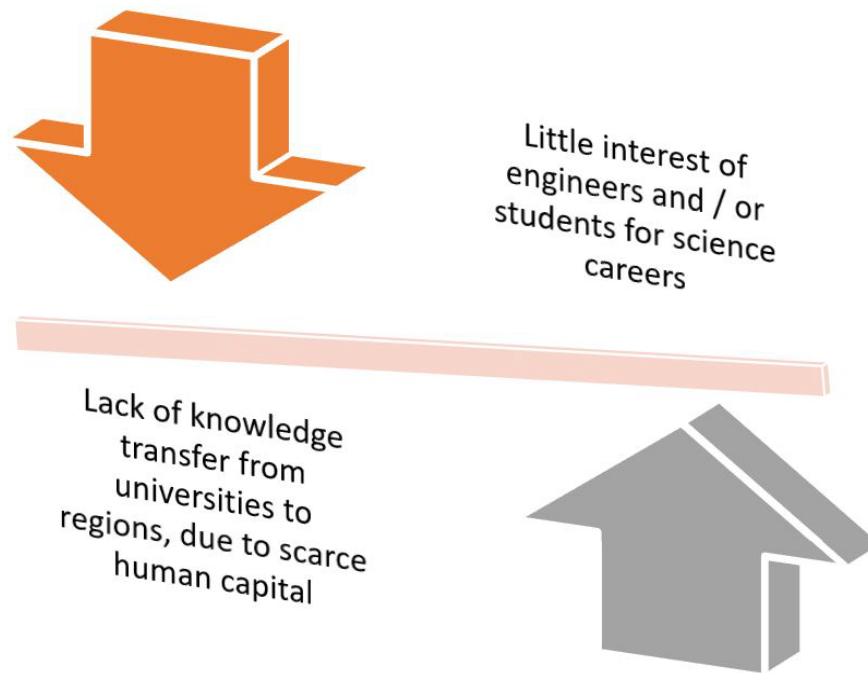 Little interest of
engineers and / or
students for science
careers
Lack of knowledge
transfer from
universities to
regions, due to scarce
human capital